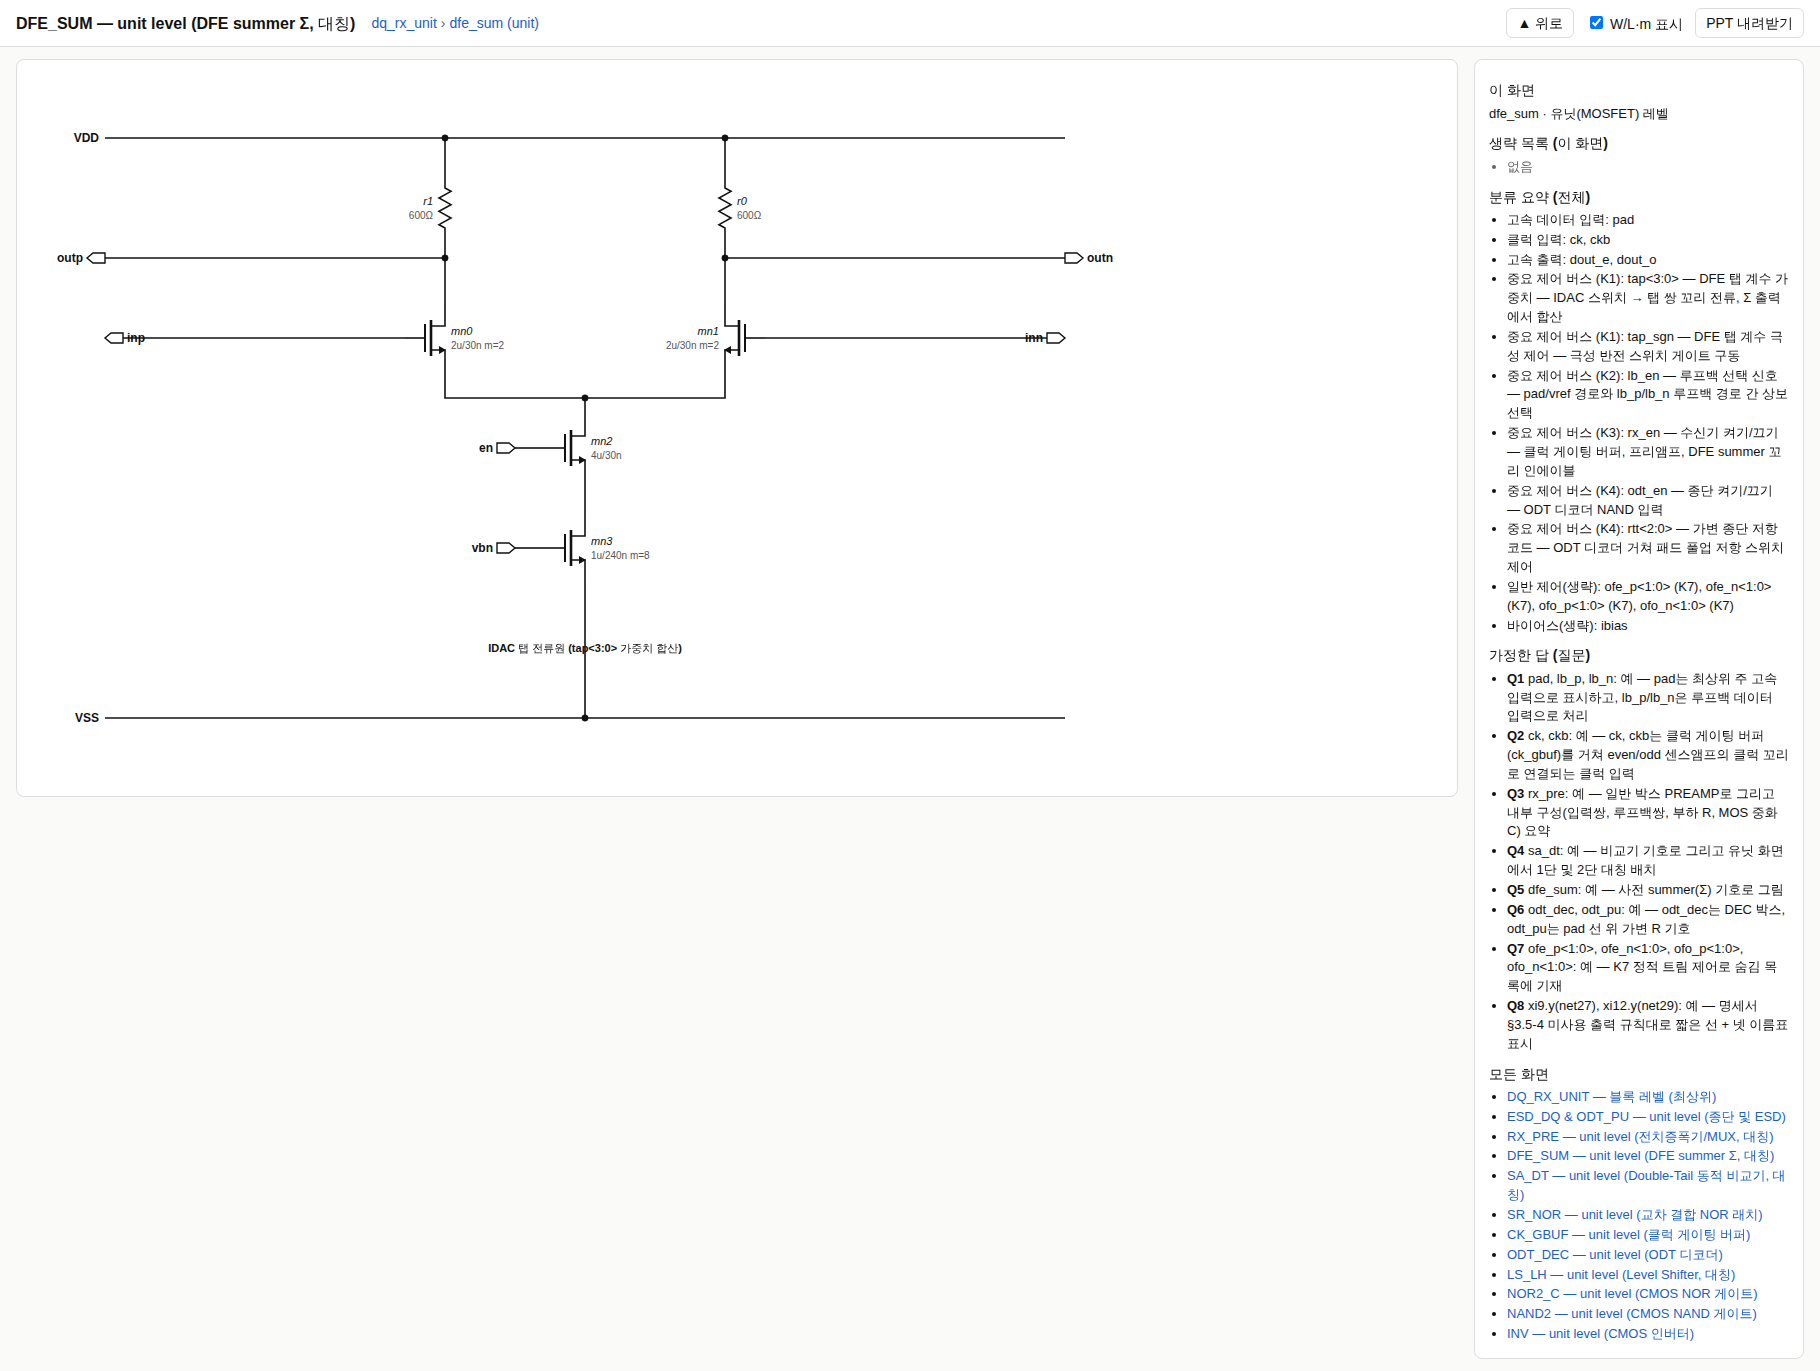 DFE_SUM — unit level (DFE summer Σ, 대칭)
dq_rx_unit › dfe_sum (unit)
▲ 위로
W/L·m 표시
PPT 내려받기
VDD
r1
600Ω
r0
600Ω
outp
outn
inp
mn0
2u/30n m=2
mn1
2u/30n m=2
inn
en
mn2
4u/30n
vbn
mn3
1u/240n m=8
IDAC 탭 전류원 (tap<3:0> 가중치 합산)
VSS
이 화면
dfe_sum · 유닛(MOSFET) 레벨
생략 목록 (이 화면)
없음
분류 요약 (전체)
고속 데이터 입력: pad
클럭 입력: ck, ckb
고속 출력: dout_e, dout_o
중요 제어 버스 (K1): tap<3:0> — DFE 탭 계수 가
중치 — IDAC 스위치 → 탭 쌍 꼬리 전류, Σ 출력
에서 합산
중요 제어 버스 (K1): tap_sgn — DFE 탭 계수 극
성 제어 — 극성 반전 스위치 게이트 구동
중요 제어 버스 (K2): lb_en — 루프백 선택 신호
— pad/vref 경로와 lb_p/lb_n 루프백 경로 간 상보
선택
중요 제어 버스 (K3): rx_en — 수신기 켜기/끄기
— 클럭 게이팅 버퍼, 프리앰프, DFE summer 꼬
리 인에이블
중요 제어 버스 (K4): odt_en — 종단 켜기/끄기
— ODT 디코더 NAND 입력
중요 제어 버스 (K4): rtt<2:0> — 가변 종단 저항
코드 — ODT 디코더 거쳐 패드 풀업 저항 스위치
제어
일반 제어(생략): ofe_p<1:0> (K7), ofe_n<1:0>
(K7), ofo_p<1:0> (K7), ofo_n<1:0> (K7)
바이어스(생략): ibias
가정한 답 (질문)
Q1 pad, lb_p, lb_n: 예 — pad는 최상위 주 고속
입력으로 표시하고, lb_p/lb_n은 루프백 데이터
입력으로 처리
Q2 ck, ckb: 예 — ck, ckb는 클럭 게이팅 버퍼
(ck_gbuf)를 거쳐 even/odd 센스앰프의 클럭 꼬리
로 연결되는 클럭 입력
Q3 rx_pre: 예 — 일반 박스 PREAMP로 그리고
내부 구성(입력쌍, 루프백쌍, 부하 R, MOS 중화
C) 요약
Q4 sa_dt: 예 — 비교기 기호로 그리고 유닛 화면
에서 1단 및 2단 대칭 배치
Q5 dfe_sum: 예 — 사전 summer(Σ) 기호로 그림
Q6 odt_dec, odt_pu: 예 — odt_dec는 DEC 박스,
odt_pu는 pad 선 위 가변 R 기호
Q7 ofe_p<1:0>, ofe_n<1:0>, ofo_p<1:0>,
ofo_n<1:0>: 예 — K7 정적 트림 제어로 숨김 목
록에 기재
Q8 xi9.y(net27), xi12.y(net29): 예 — 명세서
§3.5-4 미사용 출력 규칙대로 짧은 선 + 넷 이름표
표시
모든 화면
DQ_RX_UNIT — 블록 레벨 (최상위)
ESD_DQ & ODT_PU — unit level (종단 및 ESD)
RX_PRE — unit level (전치증폭기/MUX, 대칭)
DFE_SUM — unit level (DFE summer Σ, 대칭)
SA_DT — unit level (Double-Tail 동적 비교기, 대
칭)
SR_NOR — unit level (교차 결합 NOR 래치)
CK_GBUF — unit level (클럭 게이팅 버퍼)
ODT_DEC — unit level (ODT 디코더)
LS_LH — unit level (Level Shifter, 대칭)
NOR2_C — unit level (CMOS NOR 게이트)
NAND2 — unit level (CMOS NAND 게이트)
INV — unit level (CMOS 인버터)